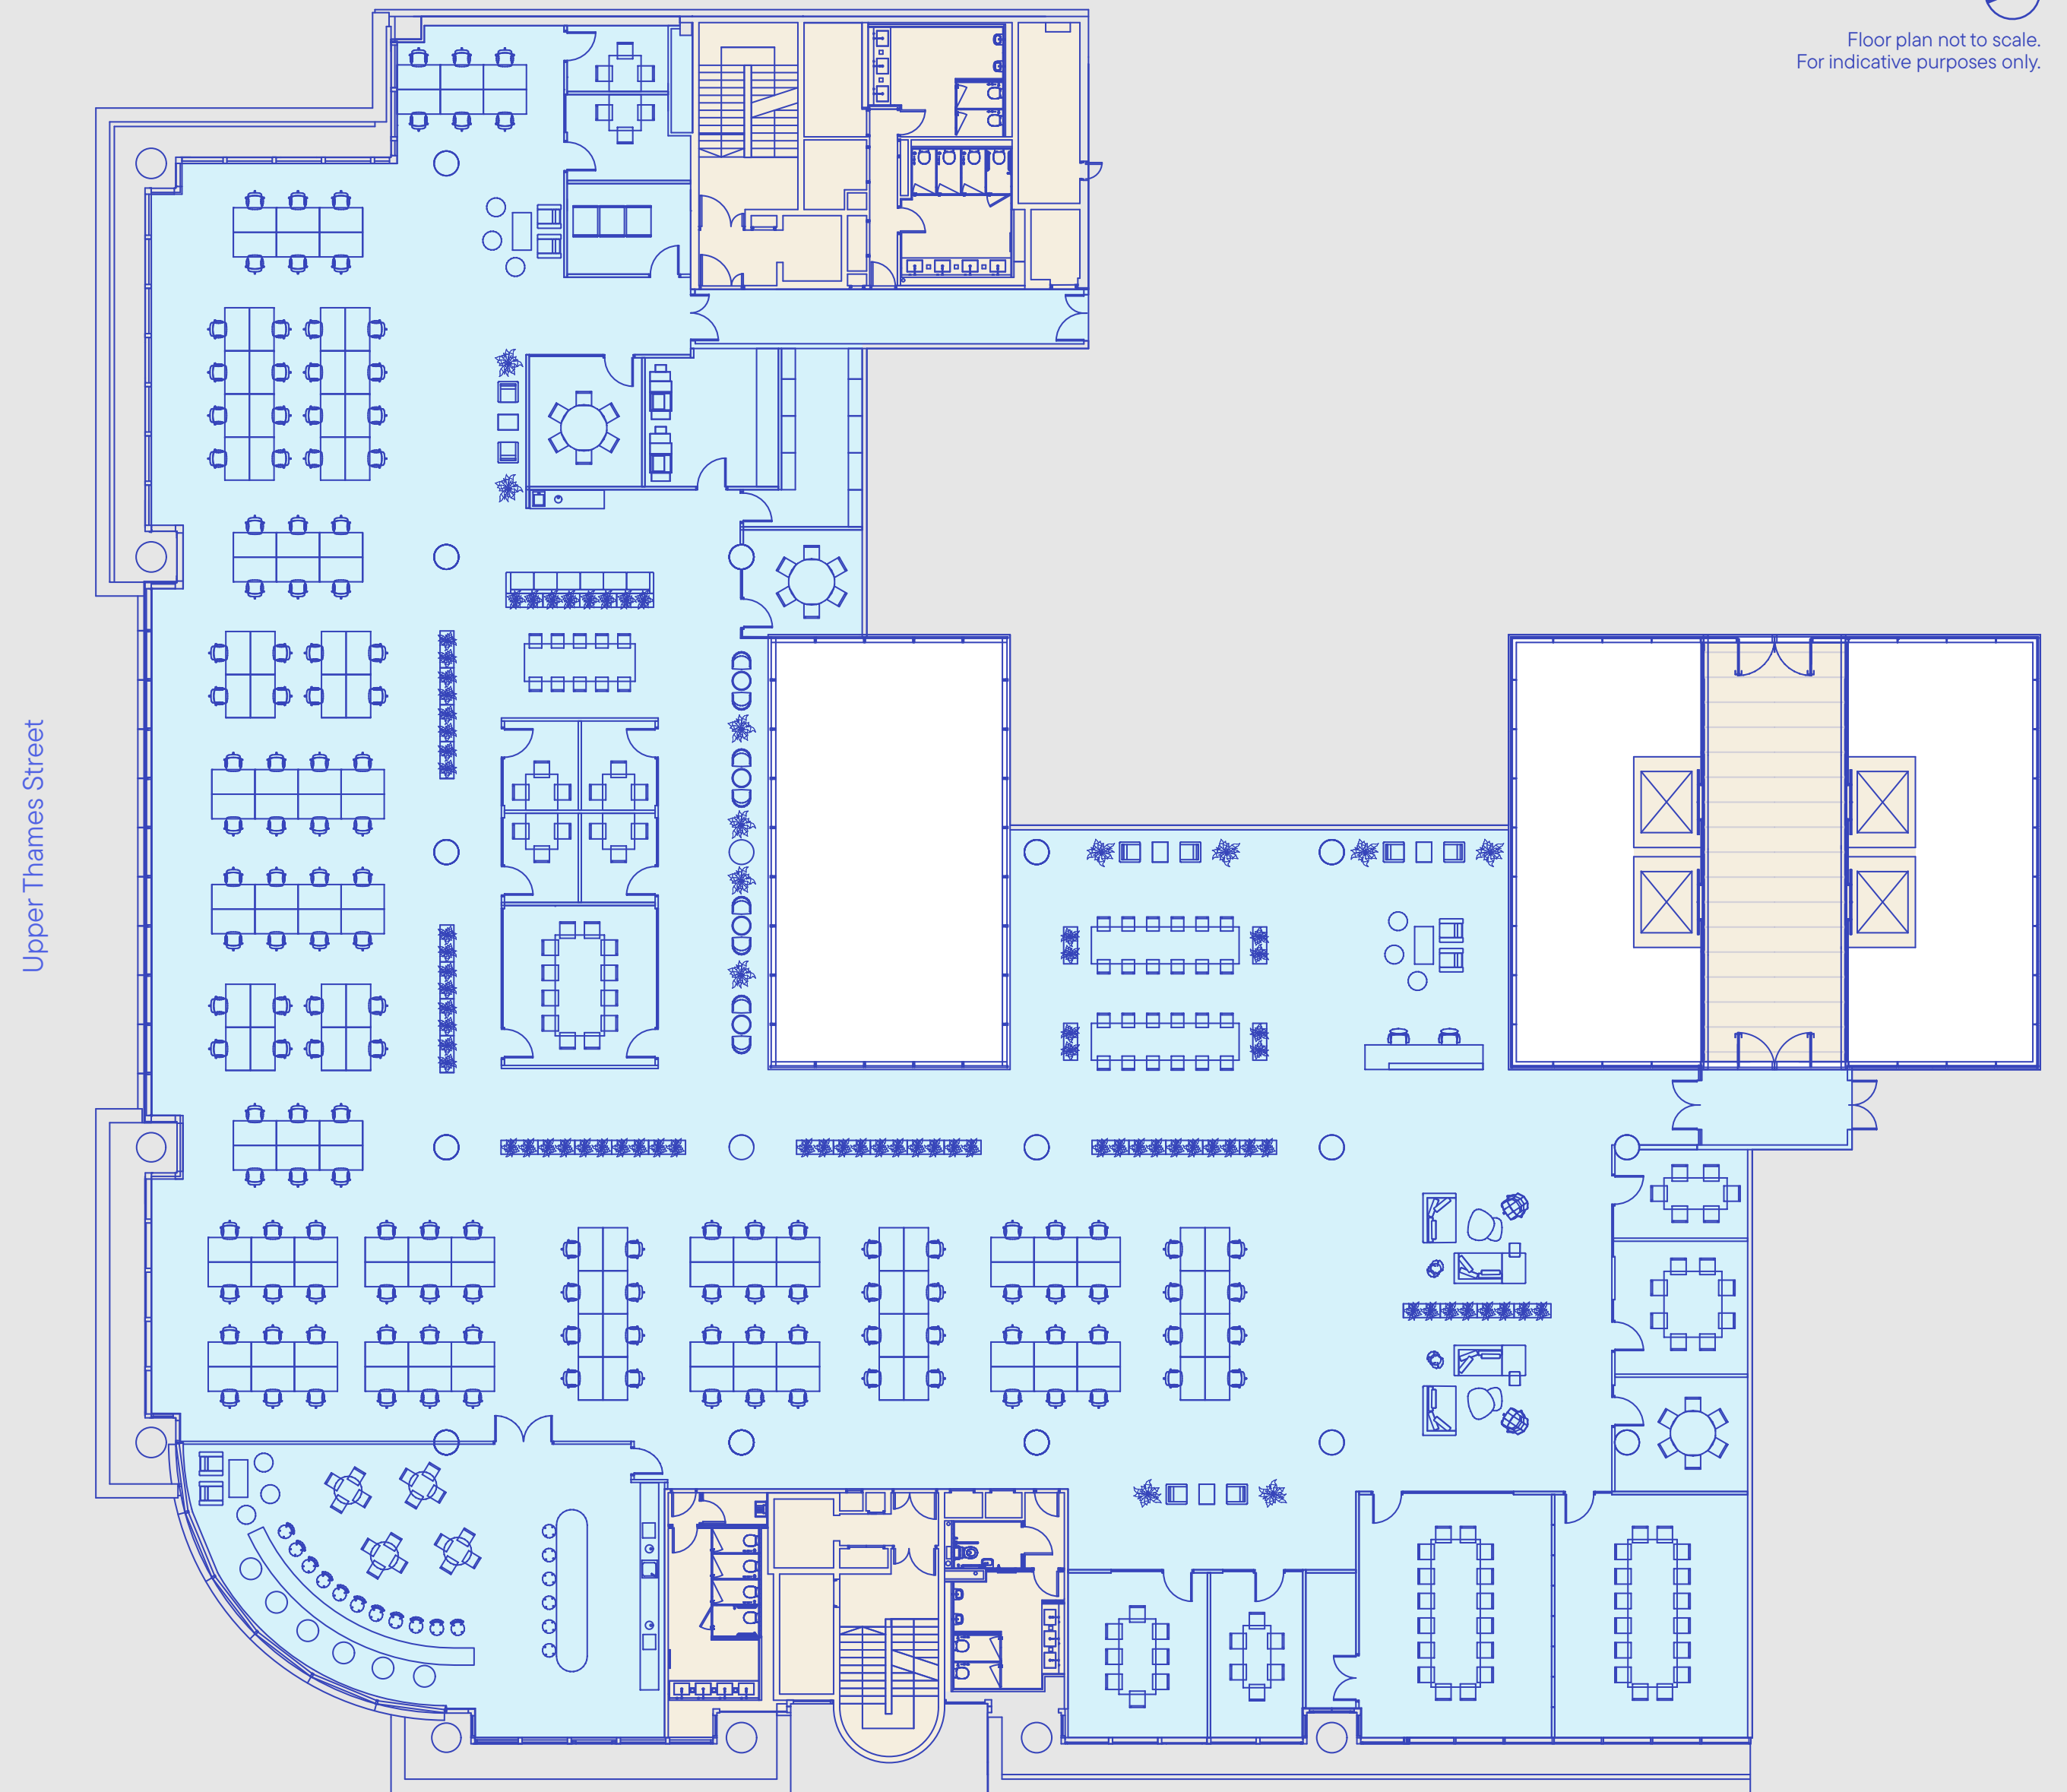 Floor plan not to scale.
For indicative purposes only.
Upper Thames Street